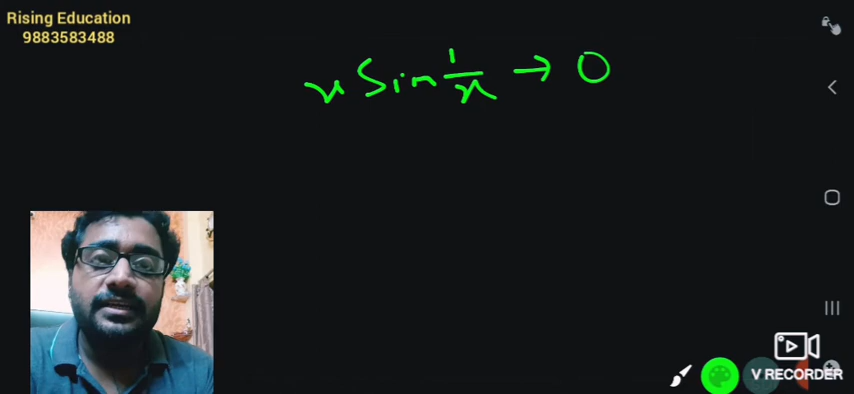 Rising Education
9883583488
x Sin 1/x → 0
V RECORDER